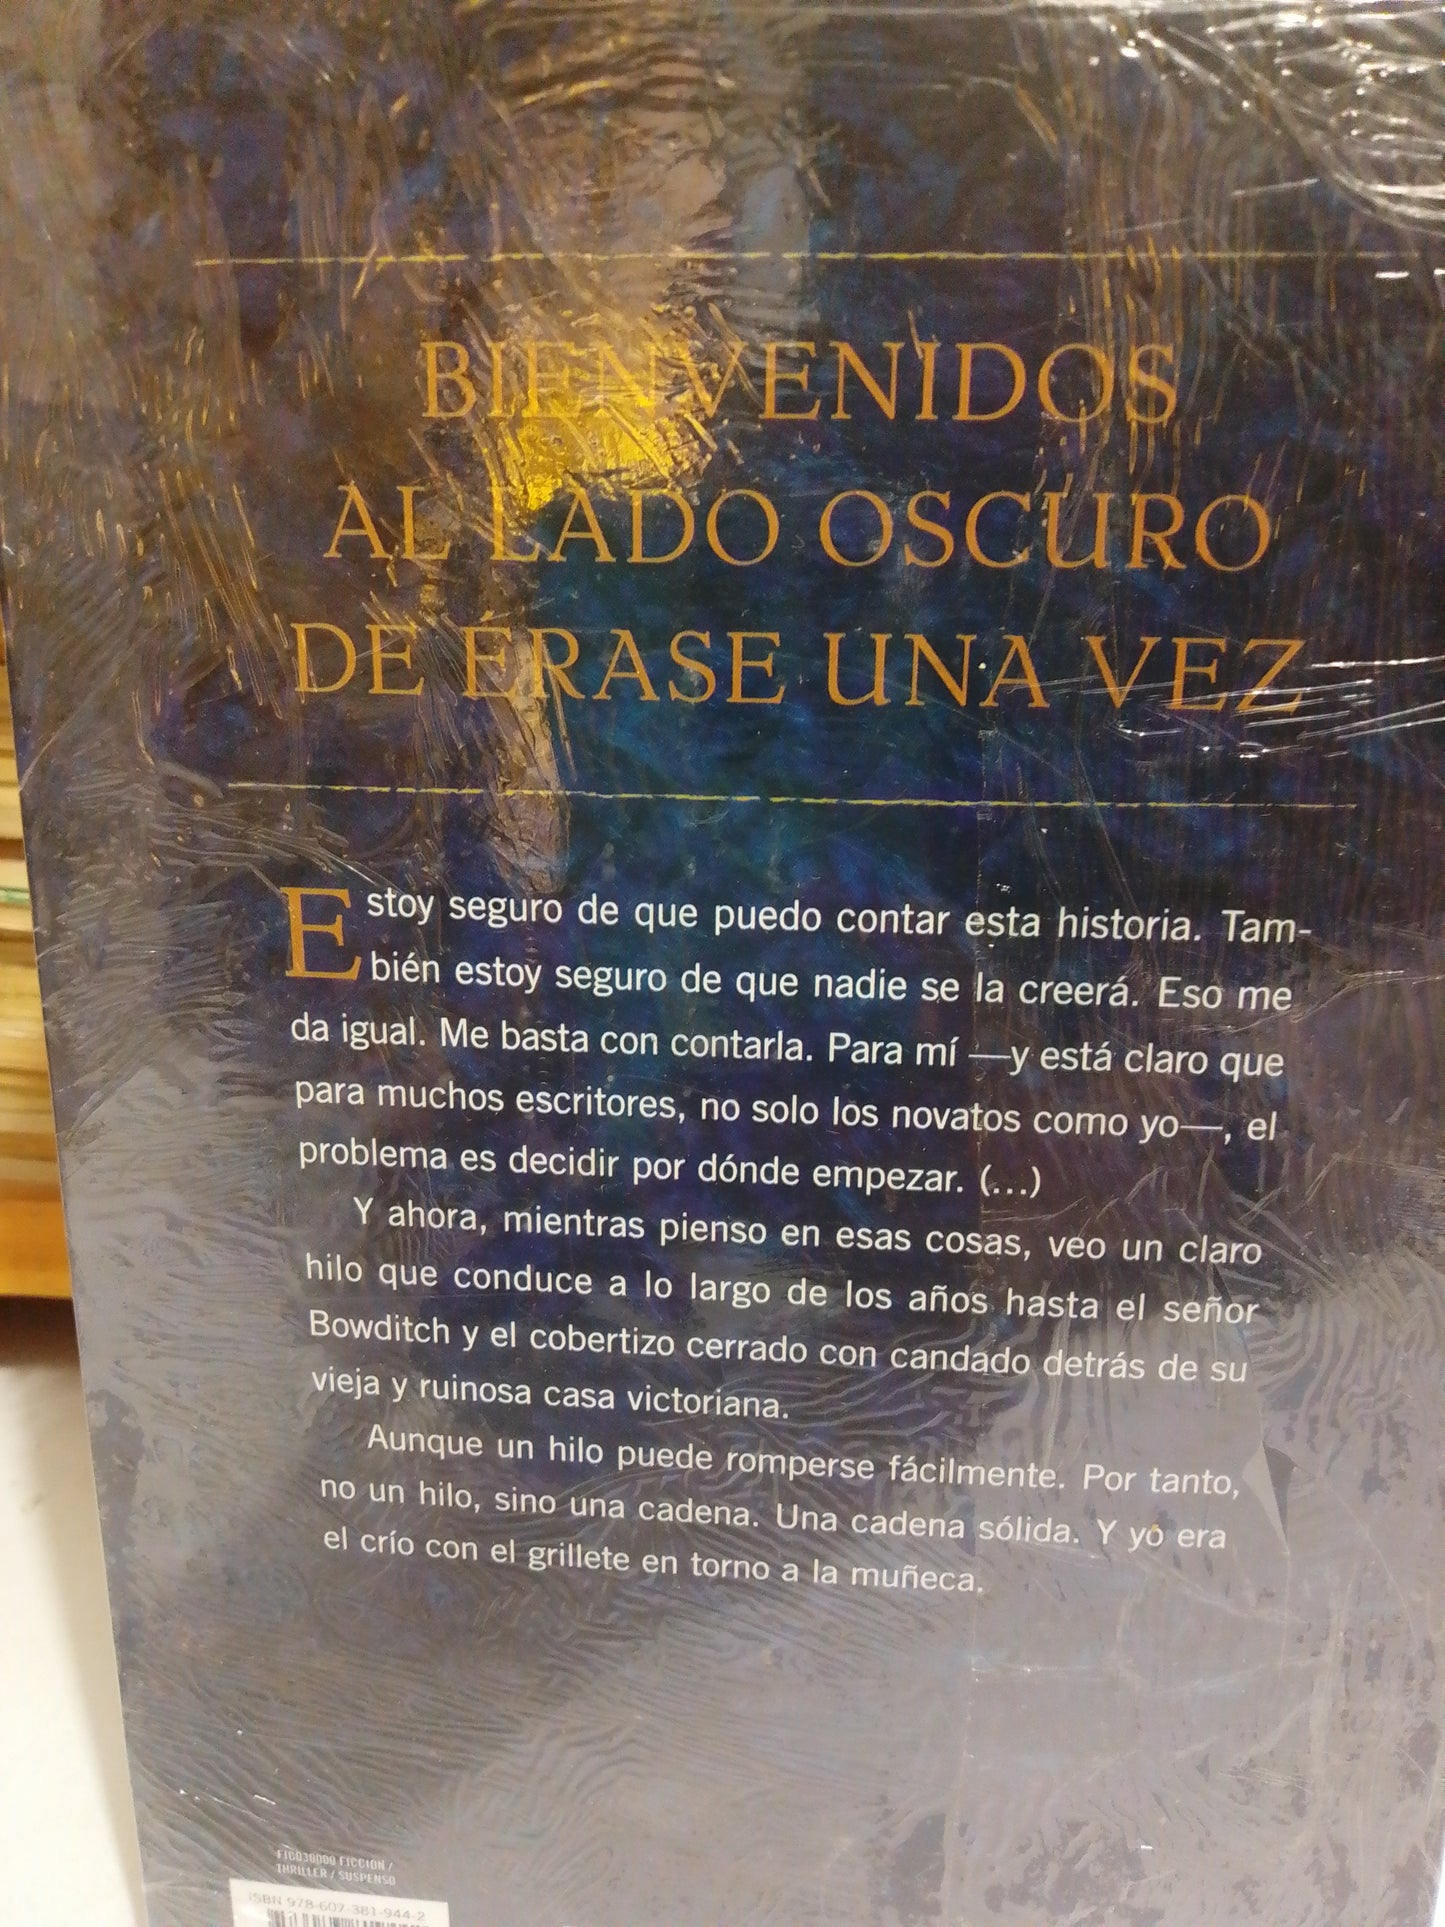 BIENVENIDOS
AL LADO OSCURO
DE ÉRASE UNA VEZ
Estoy seguro de que puedo contar esta historia. Tam-
bién estoy seguro de que nadie se la creerá. Eso me
da igual. Me basta con contarla. Para mí —y está claro que
para muchos escritores, no solo los novatos como yo—, el
problema es decidir por dónde empezar. (...)
Y ahora, mientras pienso en esas cosas, veo un claro
hilo que conduce a lo largo de los años hasta el señor
Bowditch y el cobertizo cerrado con candado detrás de su
vieja y ruinosa casa victoriana.
Aunque un hilo puede romperse fácilmente. Por tanto,
no un hilo, sino una cadena. Una cadena sólida. Y yo era
el crío con el grillete en torno a la muñeca.
FIC030000 FICCIÓN /
THRILLER / SUSPENSO
ISBN 978-607-381-944-2